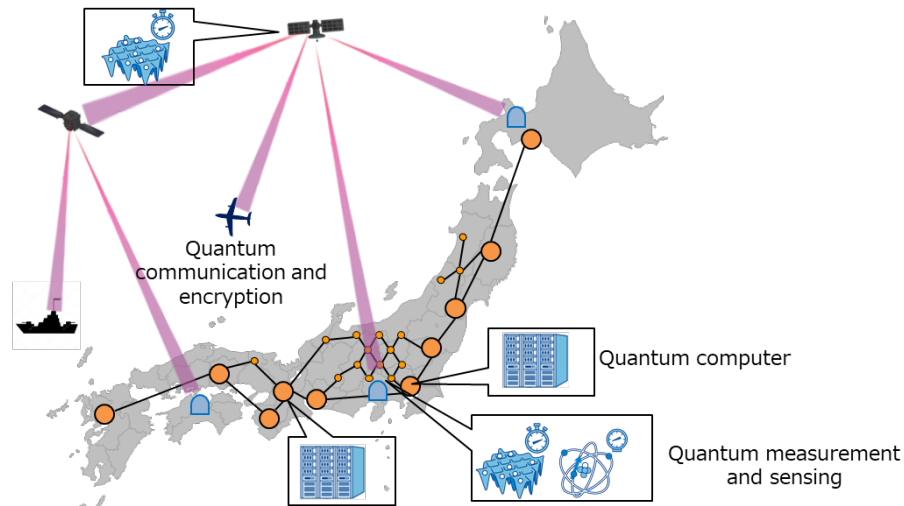 Quantum
communication and
encryption
Quantum computer
Quantum measurement
and sensing